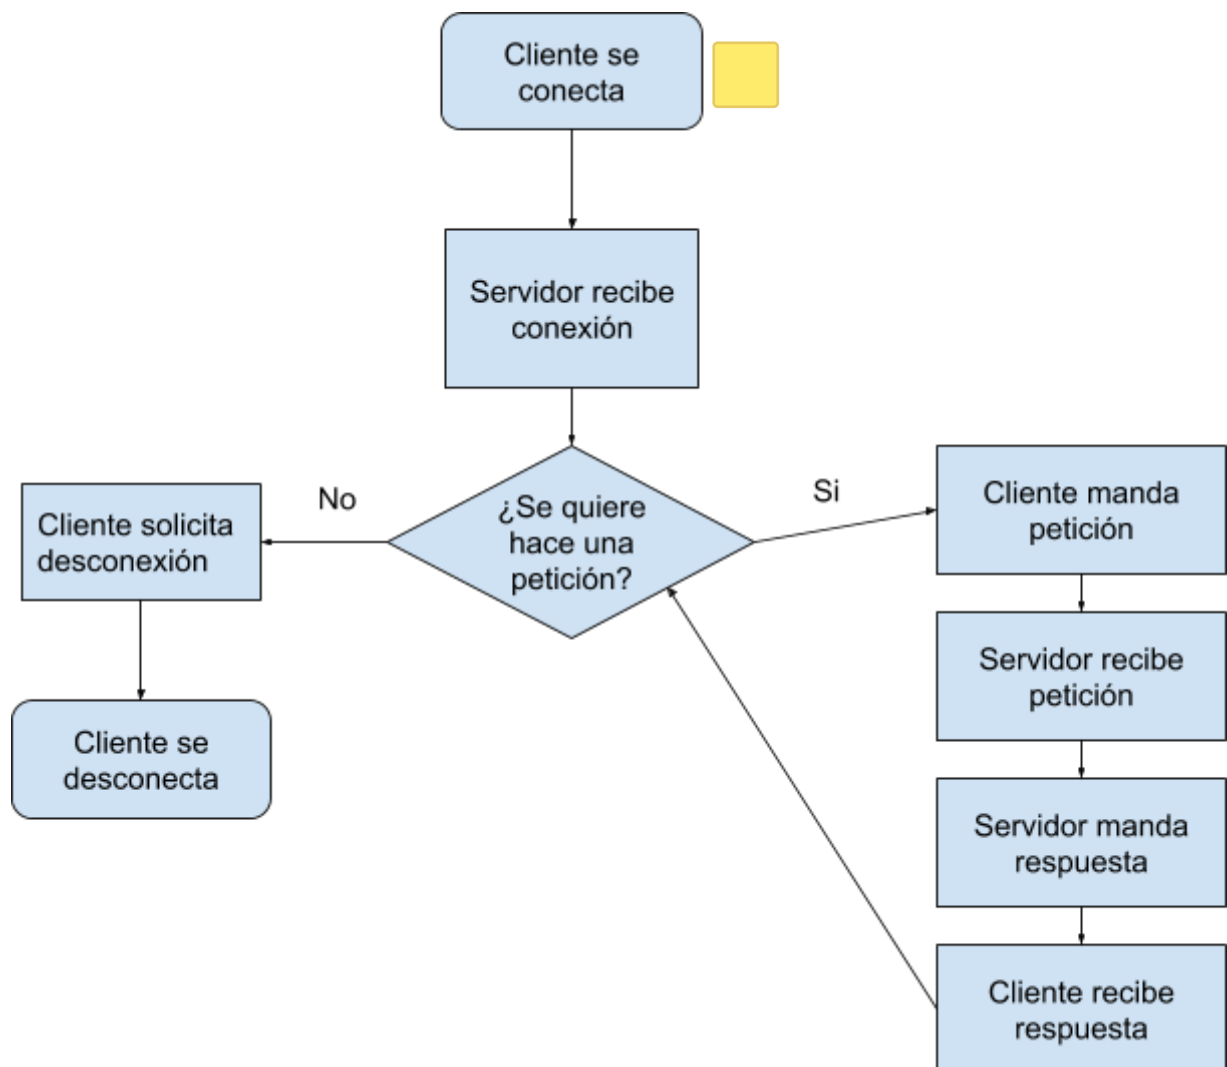 Cliente se
conecta
Servidor recibe
conexión
¿Se quiere
hace una
petición?
No
Si
Cliente solicita
desconexión
Cliente se
desconecta
Cliente manda
petición
Servidor recibe
petición
Servidor manda
respuesta
Cliente recibe
respuesta